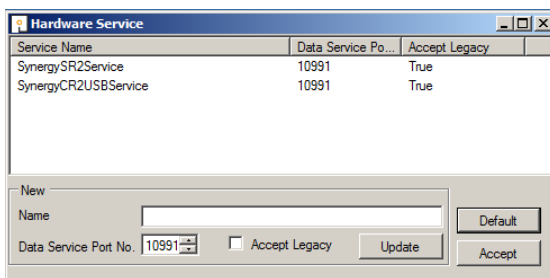 Hardware Service
Service Name Data Service Po... Accept Legacy
SynergySR2Service 10991 True
SynergyCR2USBService 10991 True
New
Name
Default
Data Service Port No. 10991 Accept Legacy Update
Accept